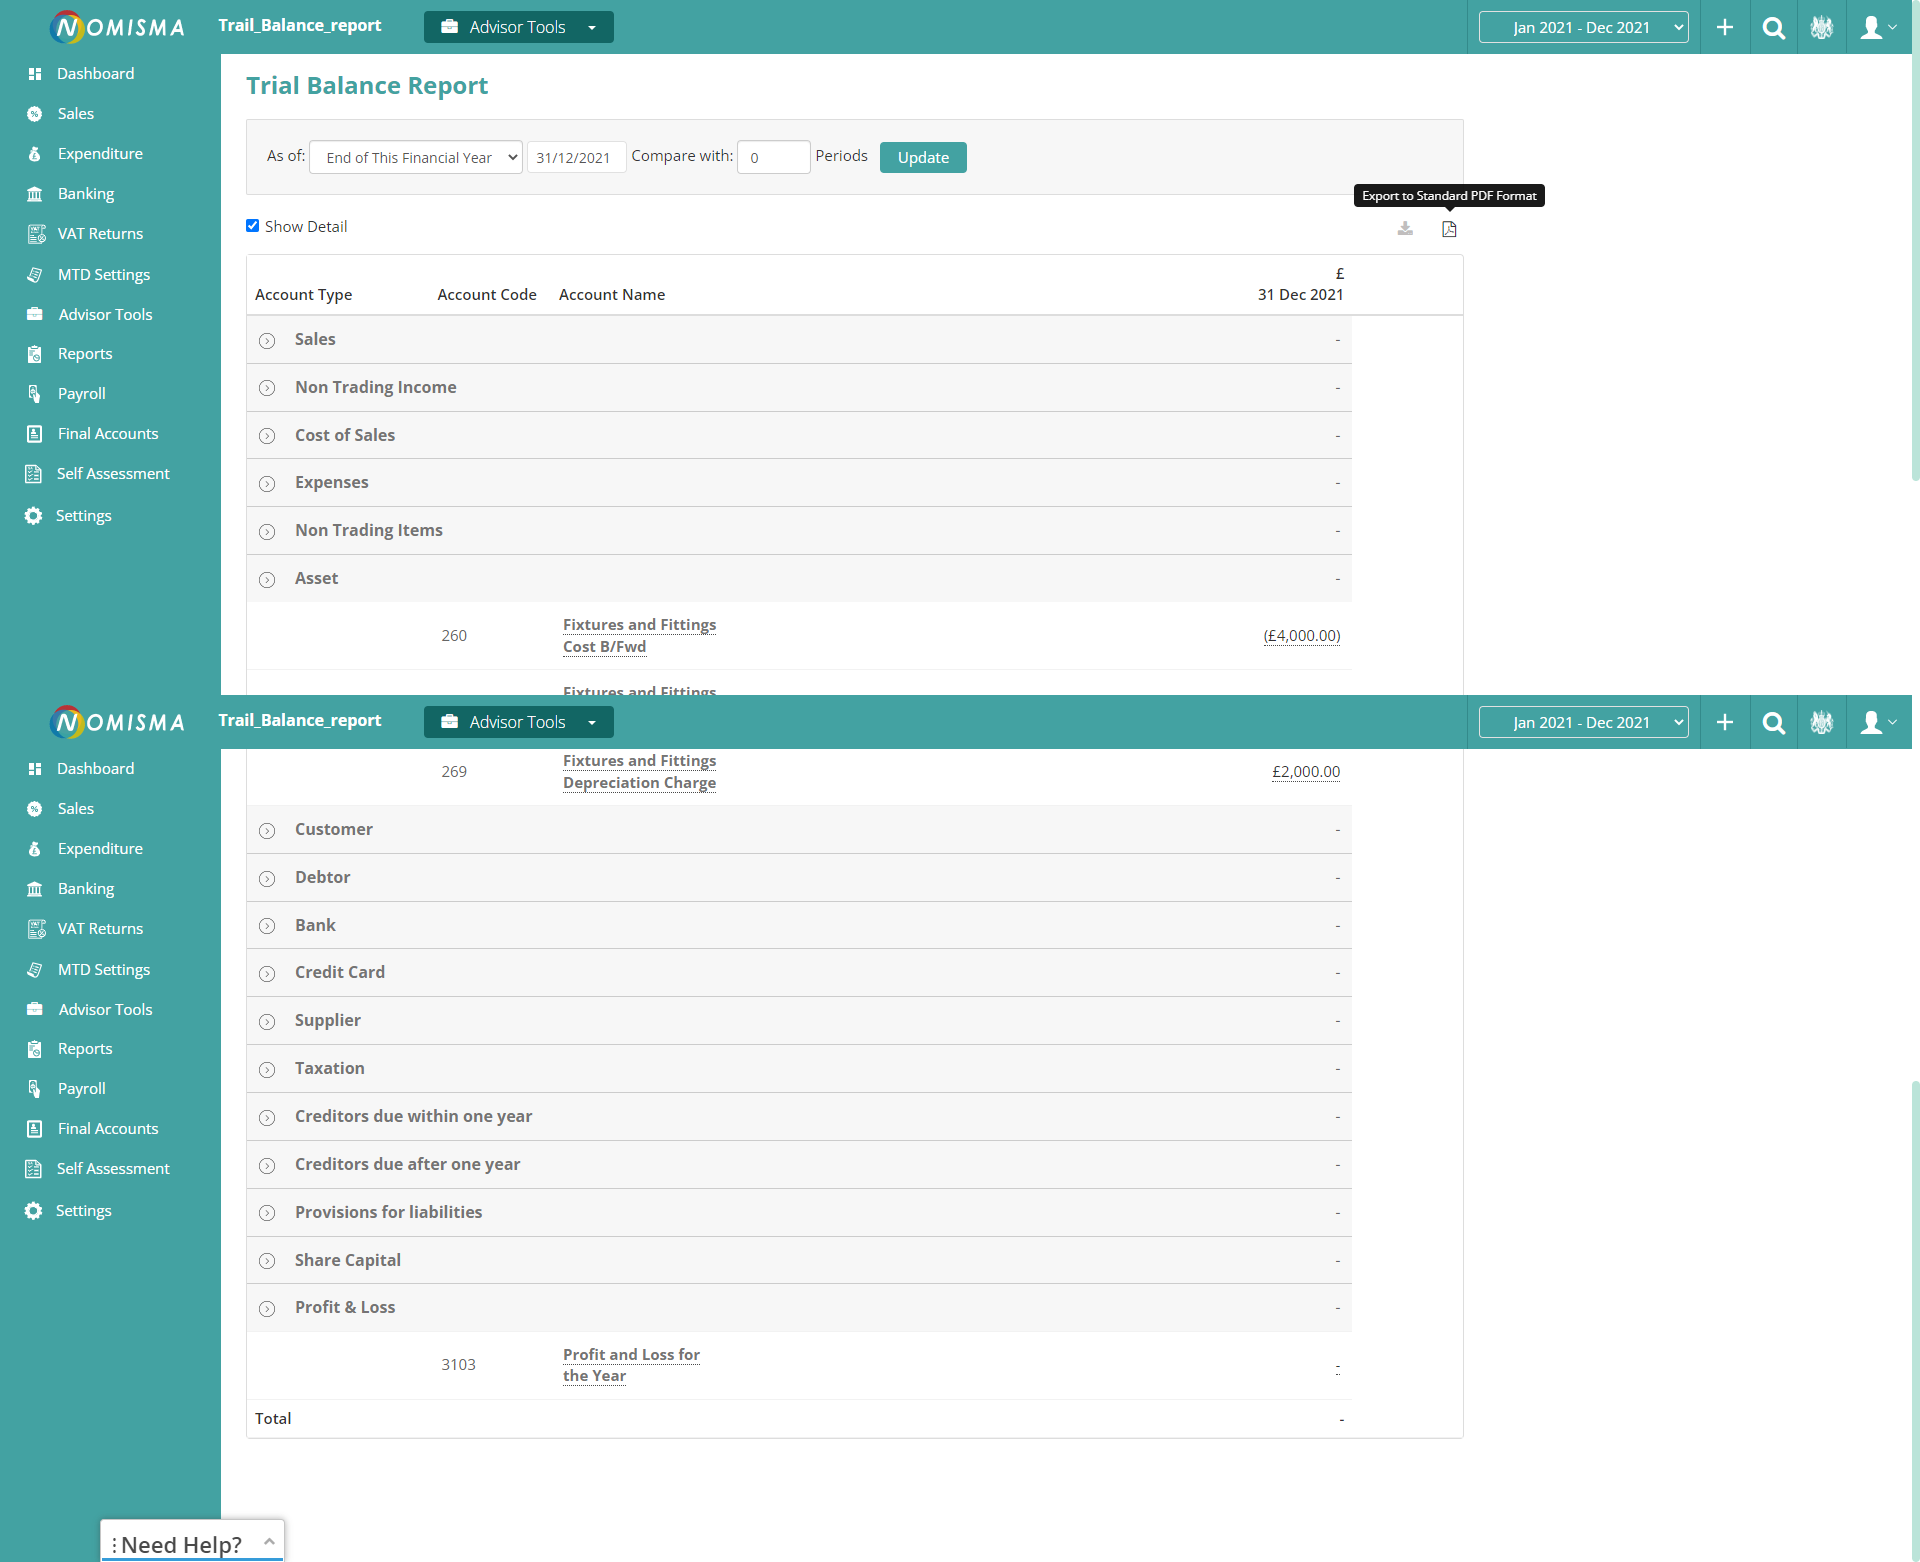 NOMISMA Trail_Balance_report Advisor Tools Jan 2021 - Dec 2021
Dashboard
Sales
Expenditure
Banking
VAT Returns
MTD Settings
Advisor Tools
Reports
Payroll
Final Accounts
Self Assessment
Settings
Trial Balance Report
As of: End of This Financial Year 31/12/2021 Compare with: 0 Periods Update
Export to Standard PDF Format
Show Detail
£
Account Type Account Code Account Name 31 Dec 2021
Sales -
Non Trading Income -
Cost of Sales -
Expenses -
Non Trading Items -
Asset -
260 Fixtures and Fittings
Cost B/Fwd (£4,000.00)
Fixtures and Fittings
NOMISMA Trail_Balance_report Advisor Tools Jan 2021 - Dec 2021
Dashboard
Sales
Expenditure
Banking
VAT Returns
MTD Settings
Advisor Tools
Reports
Payroll
Final Accounts
Self Assessment
Settings
269 Fixtures and Fittings
Depreciation Charge £2,000.00
Customer -
Debtor -
Bank -
Credit Card -
Supplier -
Taxation -
Creditors due within one year -
Creditors due after one year -
Provisions for liabilities -
Share Capital -
Profit & Loss -
3103 Profit and Loss for
the Year -
Total -
Need Help?